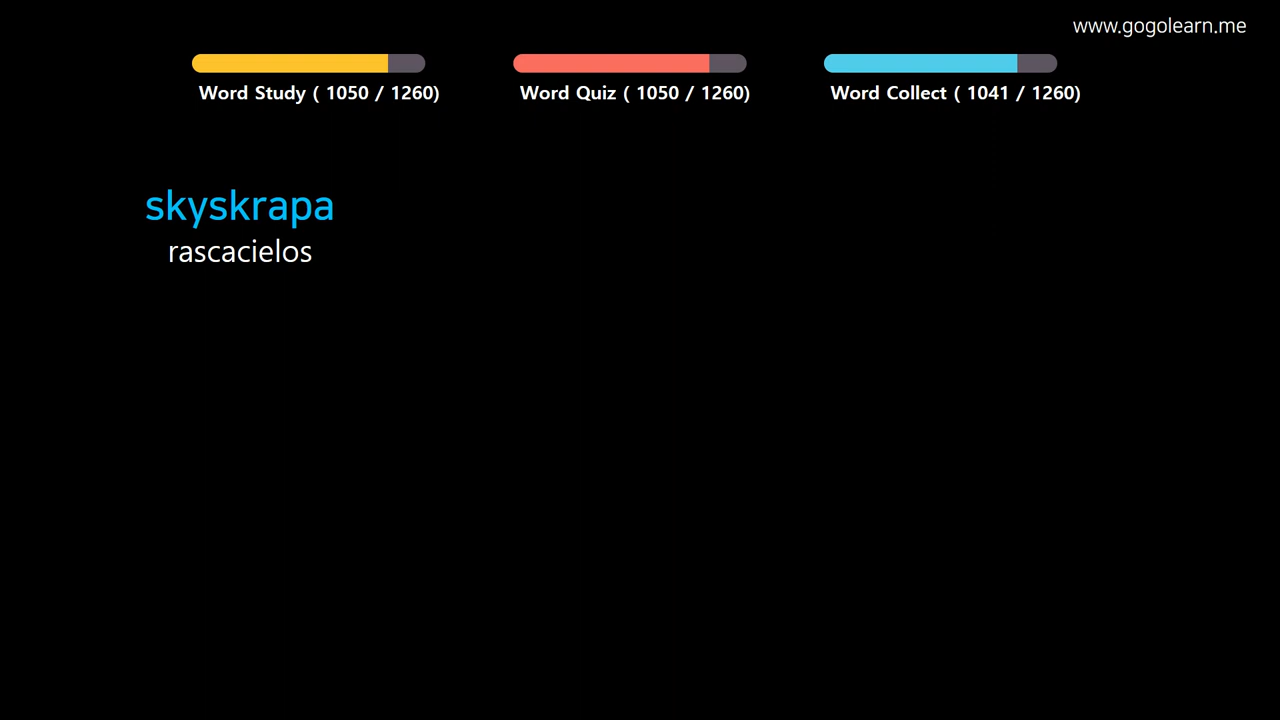 www.gogolearn.me
Word Study ( 1050 / 1260)
Word Quiz ( 1050 / 1260)
Word Collect ( 1041 / 1260)
skyskrapa
rascacielos